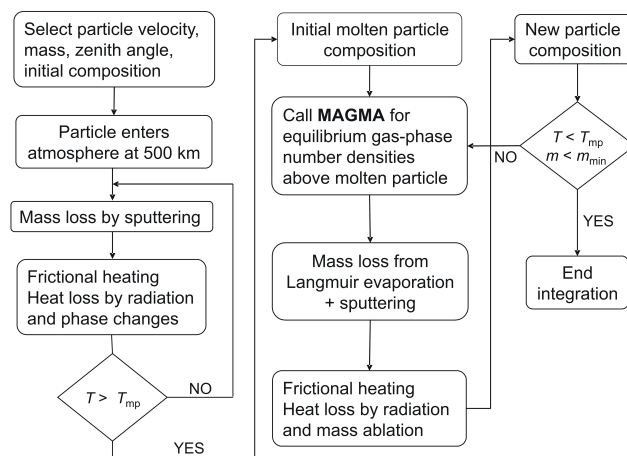 Select particle velocity,
mass, zenith angle,
initial composition
Particle enters
atmosphere at 500 km
Mass loss by sputtering
Frictional heating
Heat loss by radiation
and phase changes
T > Tmp
NO
YES
Initial molten particle
composition
Call MAGMA for
equilibrium gas-phase
number densities
above molten particle
Mass loss from
Langmuir evaporation
+ sputtering
Frictional heating
Heat loss by radiation
and mass ablation
New particle
composition
T < Tmp
m < mmin
NO
YES
End
integration